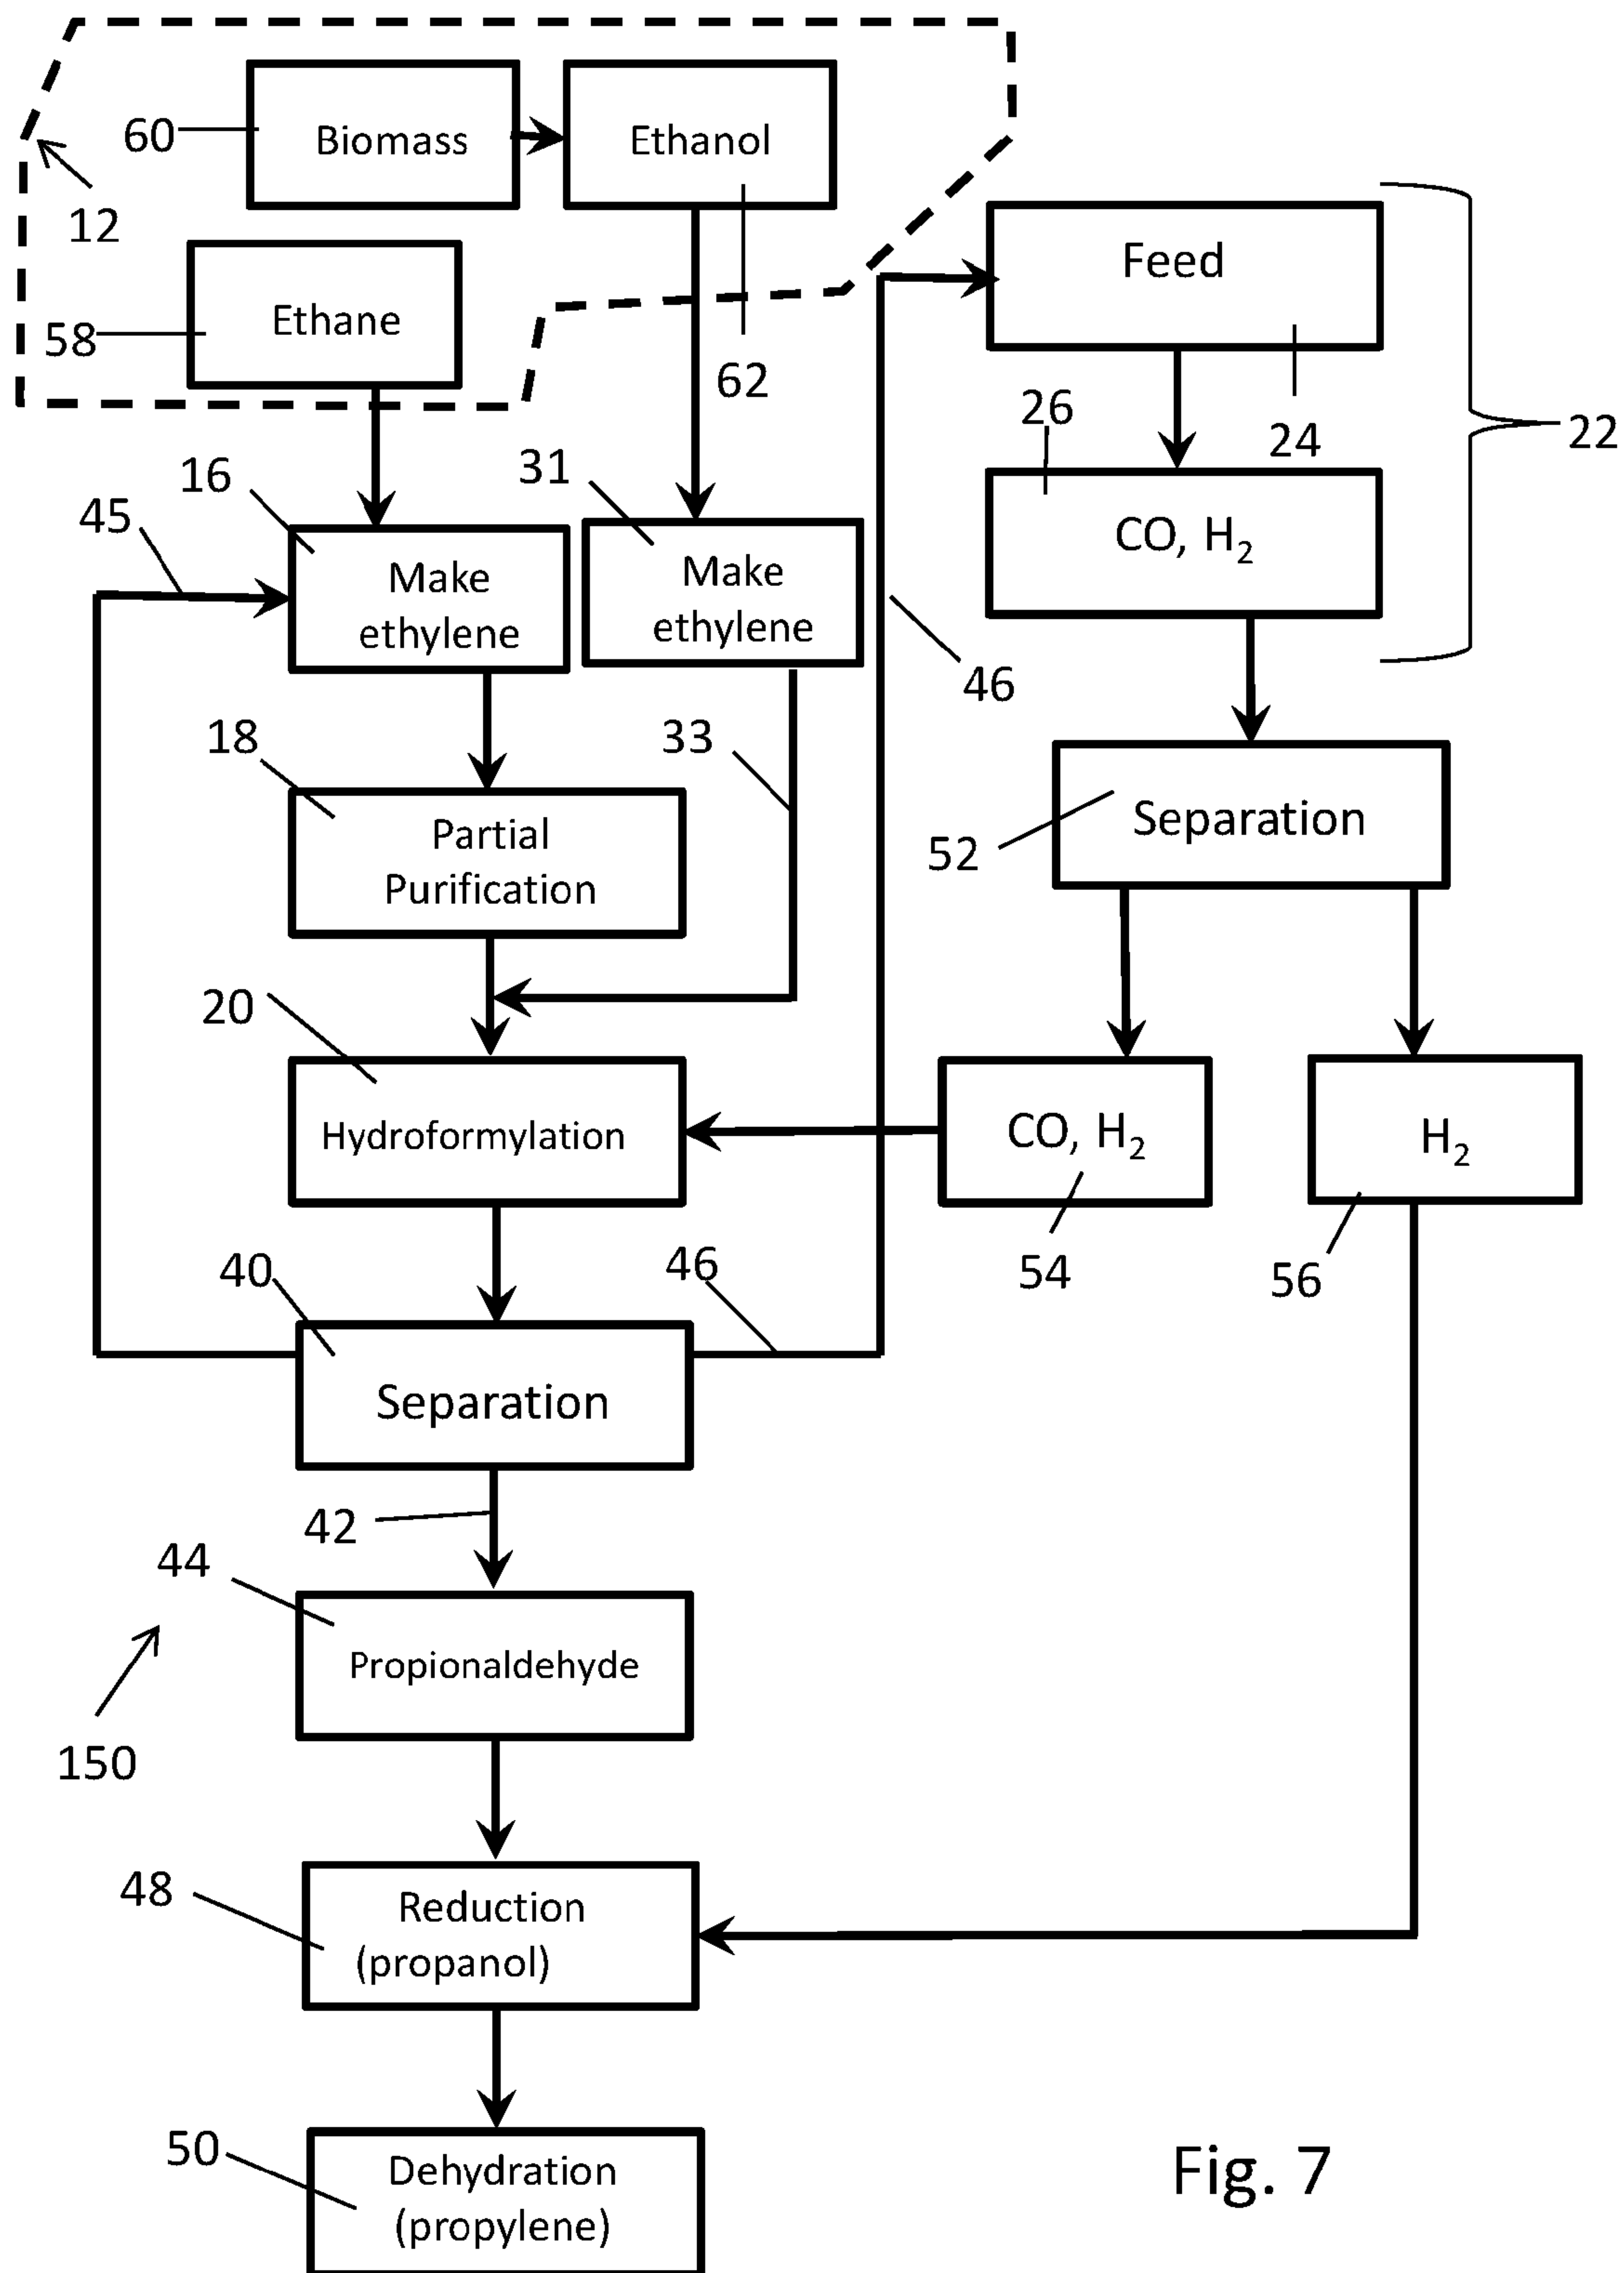 60
Biomass
Ethanol
12
Feed
58
Ethane
62
26
24
22
16
31
45
CO, H₂
Make
ethylene
Make
ethylene
46
18
33
Partial
Purification
52
Separation
20
Hydroformylation
CO, H₂
H₂
40
46
54
56
Separation
42
44
Propionaldehyde
150
48
Reduction
(propanol)
50
Dehydration
(propylene)
Fig. 7